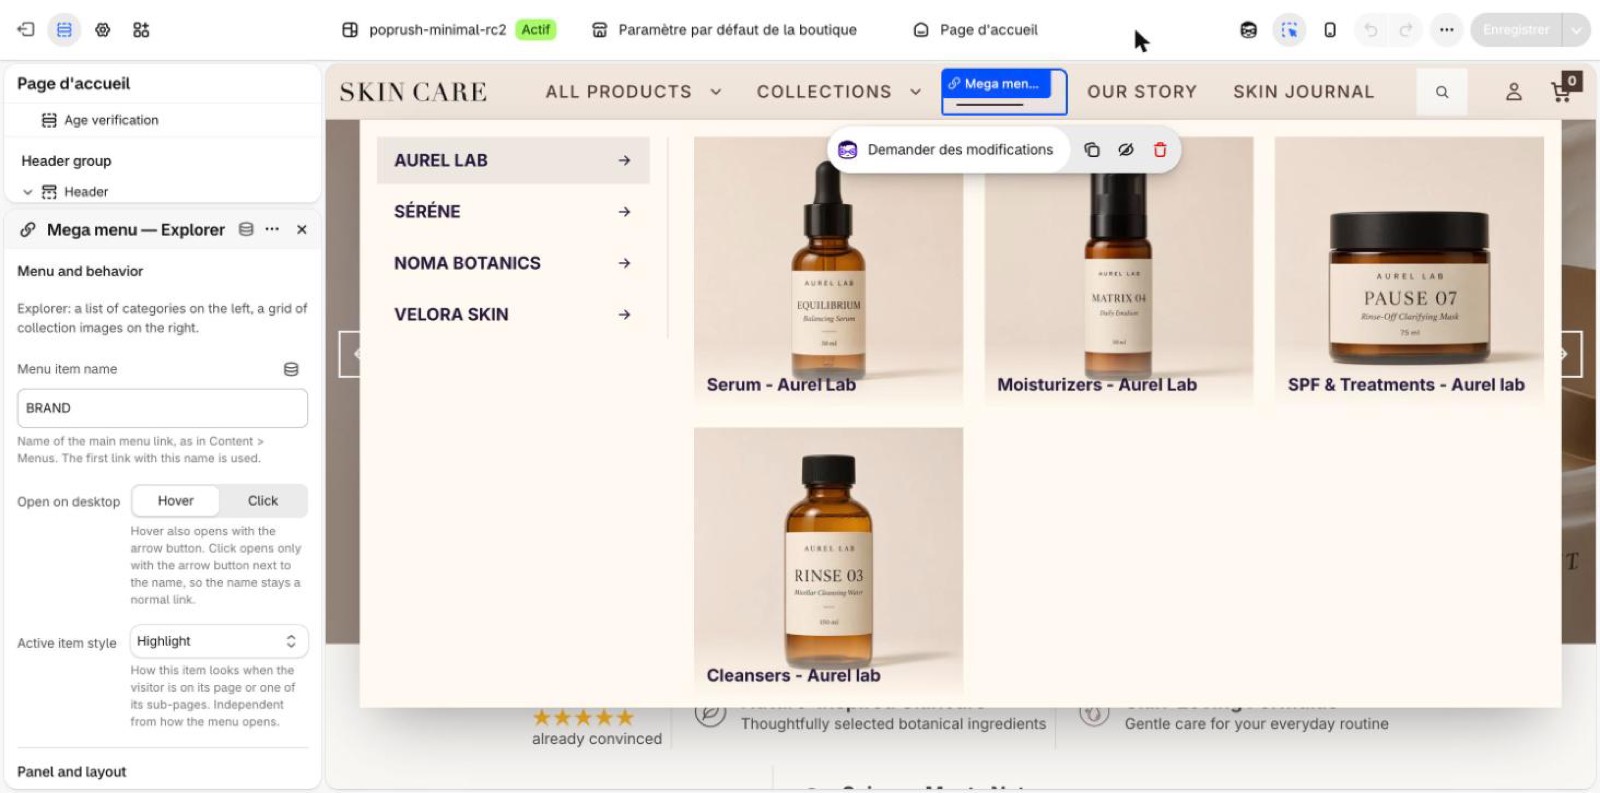 poprush-minimal-rc2 Actif
Paramètre par défaut de la boutique
Page d'accueil
Enregistrer
Page d'accueil
Age verification
Header group
Header
Mega menu — Explorer
Menu and behavior
Explorer: a list of categories on the left, a grid of
collection images on the right.
Menu item name
BRAND
Name of the main menu link, as in Content >
Menus. The first link with this name is used.
Open on desktop
Hover
Click
Hover also opens with the
arrow button. Click opens only
with the arrow button next to
the name, so the name stays a
normal link.
Active item style
Highlight
How this item looks when the
visitor is on its page or one of
its sub-pages. Independent
from how the menu opens.
Panel and layout
SKIN CARE
ALL PRODUCTS
COLLECTIONS
Mega men...
OUR STORY
SKIN JOURNAL
0
Demander des modifications
AUREL LAB
SÉRÉNE
NOMA BOTANICS
VELORA SKIN
AUREL LAB
EQUILIBRIUM
Balancing Serum
30 ml
Serum - Aurel Lab
AUREL LAB
MATRIX 04
Daily Emulsion
Moisturizers - Aurel Lab
AUREL LAB
PAUSE 07
Rinse-Off Clarifying Mask
75 ml
SPF & Treatments - Aurel lab
AUREL LAB
RINSE 03
Micellar Cleansing Water
150 ml
Cleansers - Aurel lab
already convinced
Thoughtfully selected botanical ingredients
Gentle care for your everyday routine